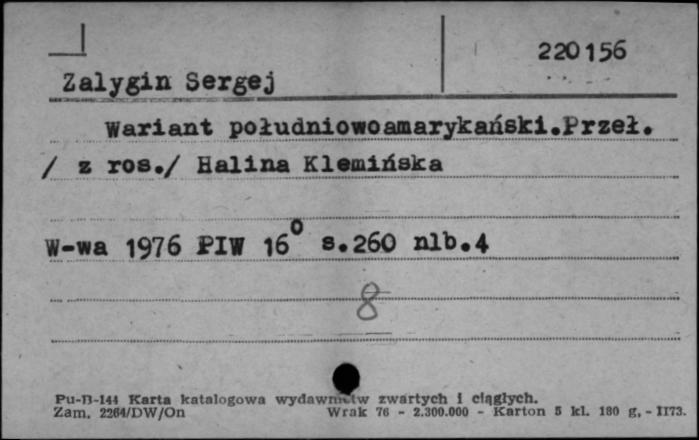 220156
Zalygin Sergej
Wariant południowoamarykański.Przeł.
/ z ros./ Halina Klemińska
W-wa 1976 PIW 16° s.260 nlb.4
8
Pu-B-144 Karta katalogowa wydawnictw zwartych i ciągłych.
Zam. 2264/DW/On Wrak 76 - 2.300.000 - Karton 5 kl. 180 g. - II73.